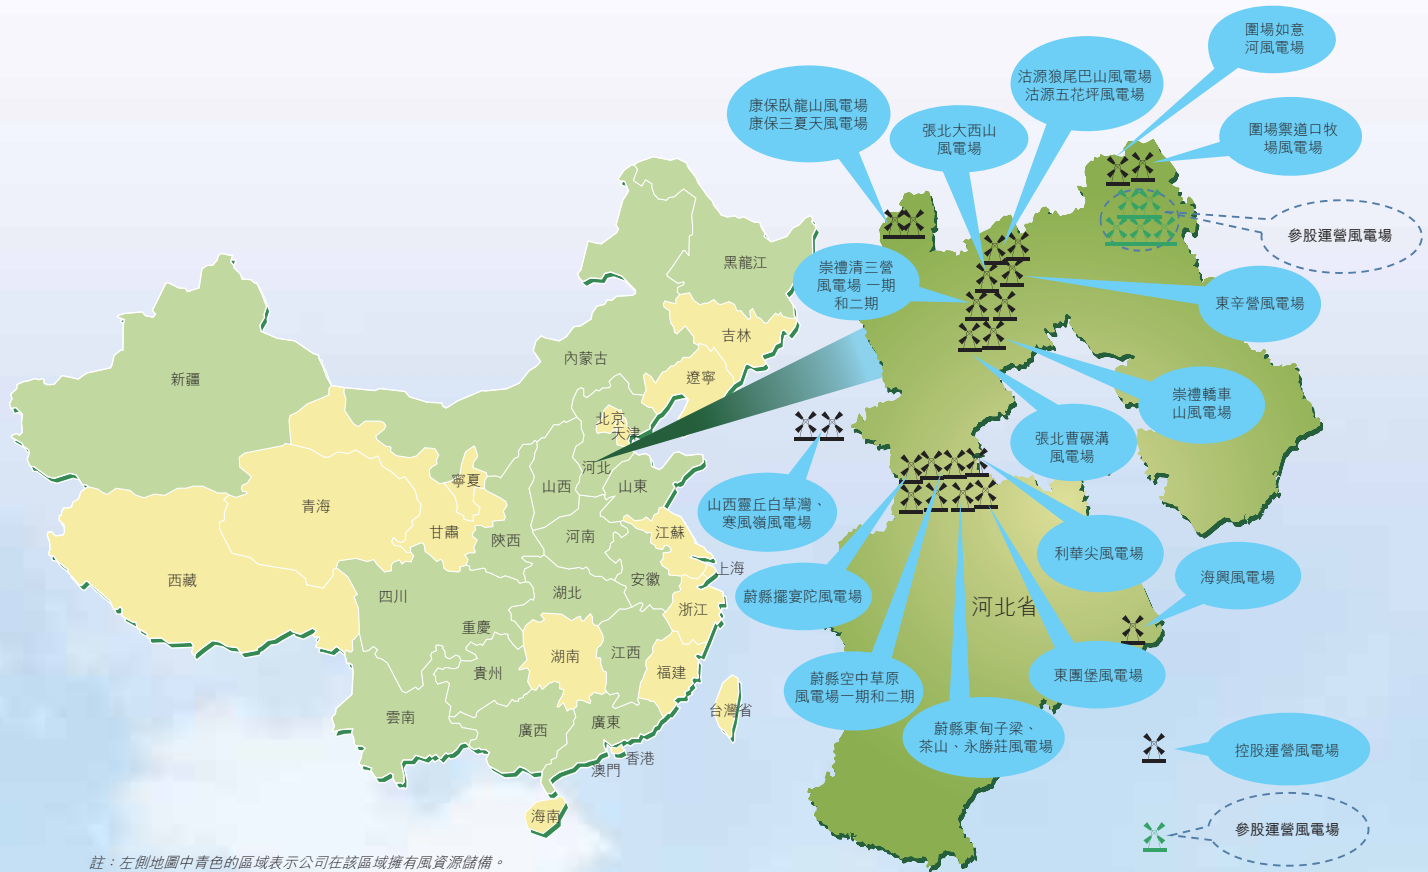 圍場如意
河風電場
沽源狼尾巴山風電場
沽源五花坪風電場
康保臥龍山風電場
康保三夏天風電場
張北大西山
風電場
圍場禦道口牧
場風電場
參股運營風電場
崇禮清三營
風電場 一期
和二期
東辛營風電場
崇禮轎車
山風電場
張北曹碾溝
風電場
山西靈丘白草灣、
寒風嶺風電場
利華尖風電場
海興風電場
蔚縣擺宴陀風電場
河北省
東團堡風電場
蔚縣空中草原
風電場一期和二期
蔚縣東甸子梁、
茶山、永勝莊風電場
控股運營風電場
參股運營風電場
黑龍江
吉林
內蒙古
遼寧
新疆
北京
天津
河北
寧夏
山西
山東
青海
甘肅
陝西
河南
江蘇
西藏
上海
安徽
四川
湖北
浙江
重慶
湖南
江西
貴州
福建
雲南
廣西
廣東
台灣省
香港
澳門
海南
註：左側地圖中青色的區域表示公司在該區域擁有風資源儲備。